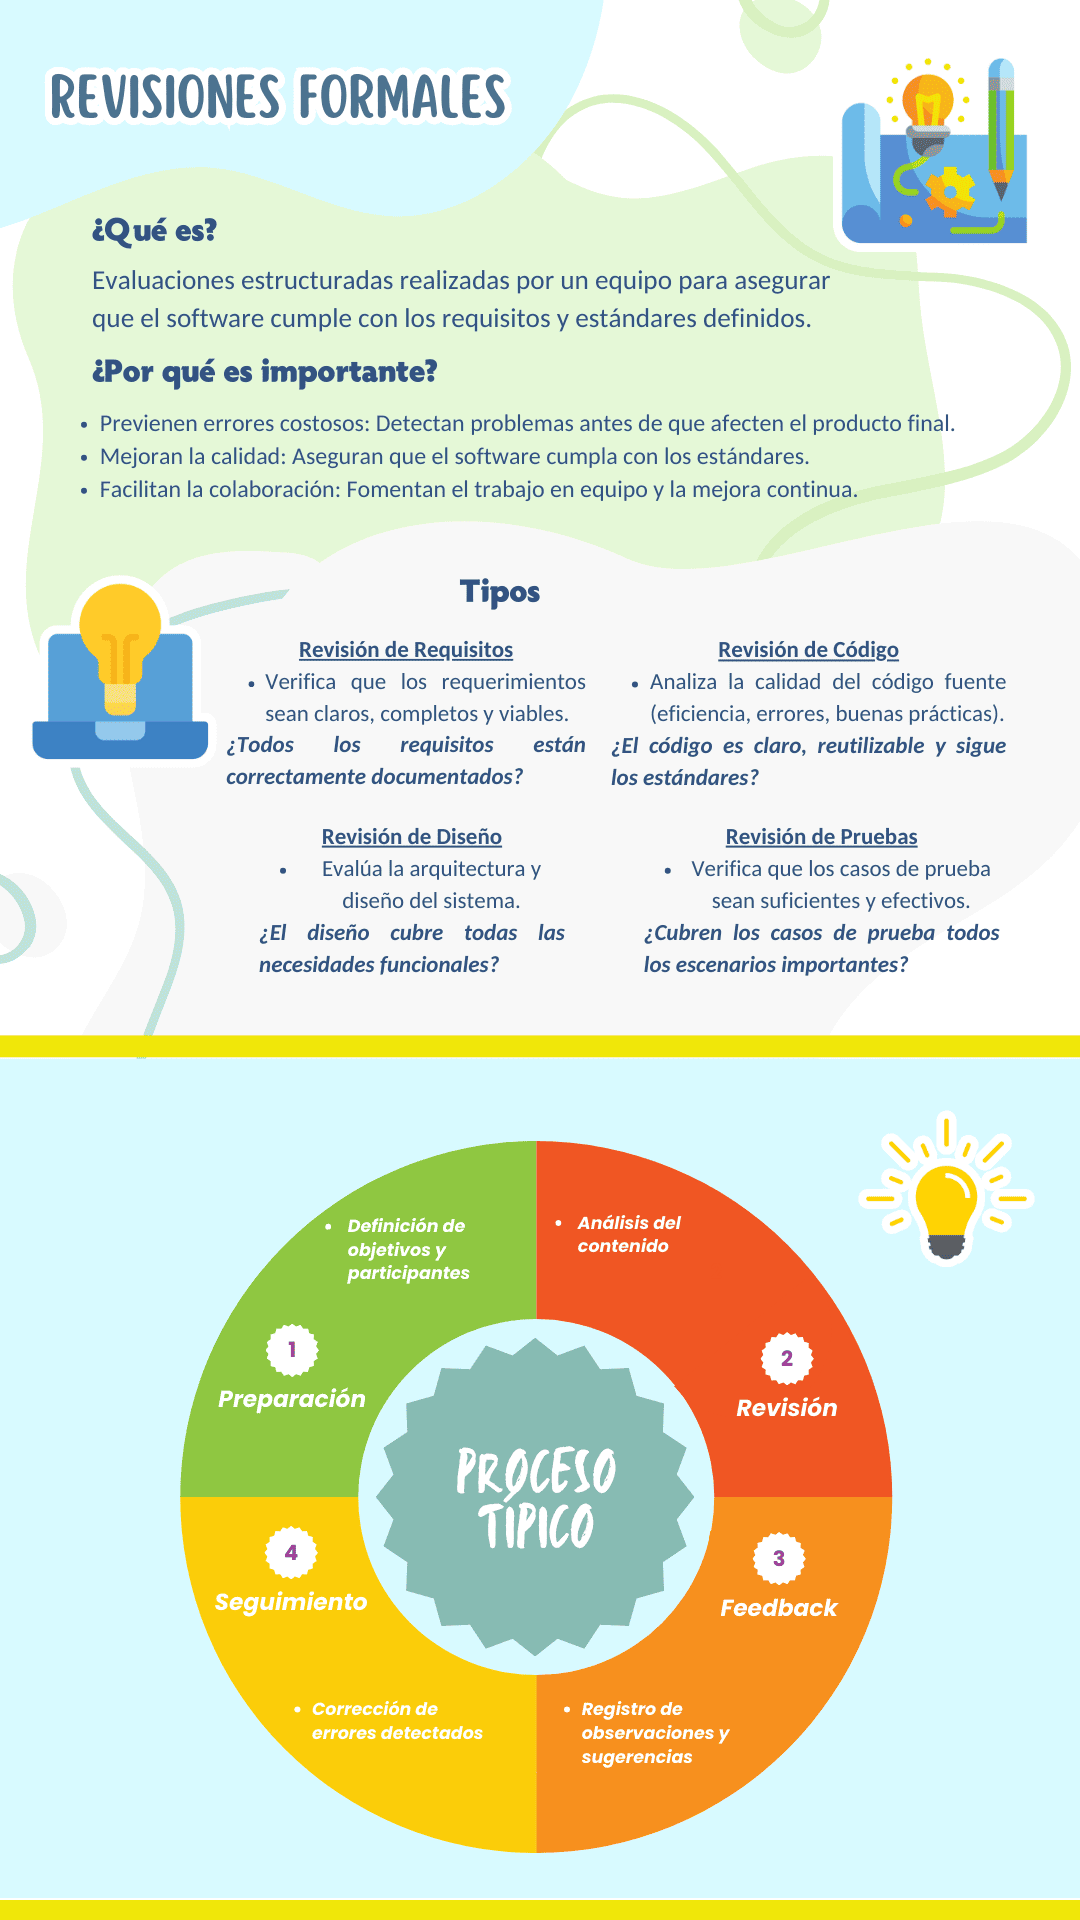 REVISIONES FORMALES
¿Qué es?
Evaluaciones estructuradas realizadas por un equipo para asegurar
que el software cumple con los requisitos y estándares definidos.
¿Por qué es importante?
• Previenen errores costosos: Detectan problemas antes de que afecten el producto final.
• Mejoran la calidad: Aseguran que el software cumpla con los estándares.
• Facilitan la colaboración: Fomentan el trabajo en equipo y la mejora continua.
Tipos
Revisión de Requisitos
• Verifica que los requerimientos
sean claros, completos y viables.
¿Todos los requisitos están
correctamente documentados?
Revisión de Código
• Analiza la calidad del código fuente
(eficiencia, errores, buenas prácticas).
¿El código es claro, reutilizable y sigue
los estándares?
Revisión de Diseño
• Evalúa la arquitectura y
diseño del sistema.
¿El diseño cubre todas las
necesidades funcionales?
Revisión de Pruebas
• Verifica que los casos de prueba
sean suficientes y efectivos.
¿Cubren los casos de prueba todos
los escenarios importantes?
PROCESO
TÍPICO
1
Preparación
• Definición de
objetivos y
participantes
2
Revisión
• Análisis del
contenido
3
Feedback
• Registro de
observaciones y
sugerencias
4
Seguimiento
• Corrección de
errores detectados